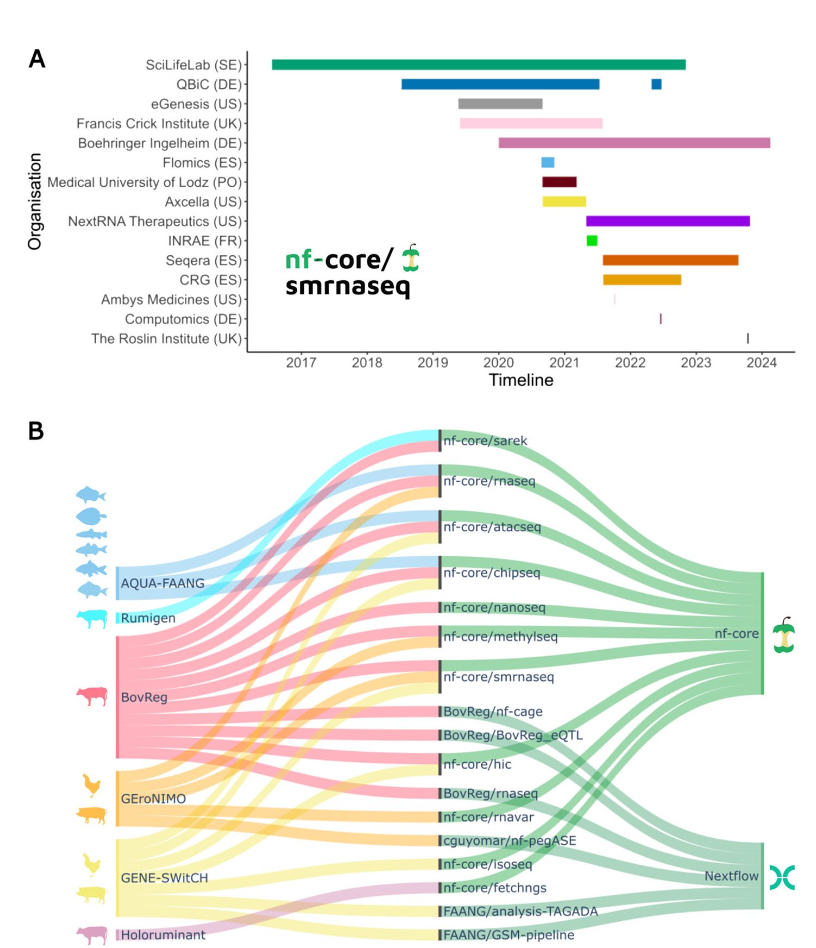 A
SciLifeLab (SE)
QBiC (DE)
eGenesis (US)
Francis Crick Institute (UK)
Boehringer Ingelheim (DE)
Flomics (ES)
Medical University of Lodz (PO)
Axcella (US)
NextRNA Therapeutics (US)
INRAE (FR)
Seqera (ES)
CRG (ES)
Ambys Medicines (US)
Computomics (DE)
The Roslin Institute (UK)
Organisation
nf-core/
smrnaseq
2017 2018 2019 2020 2021 2022 2023 2024
Timeline
B
AQUA-FAANG
Rumigen
BovReg
GEroNIMO
GENE-SWitCH
Holoruminant
nf-core/sarek
nf-core/rnaseq
nf-core/atacseq
nf-core/chipseq
nf-core/nanoseq
nf-core/methylseq
nf-core/smrnaseq
BovReg/nf-cage
BovReg/BovReg_eQTL
nf-core/hic
BovReg/rnaseq
nf-core/rnavar
cguyomar/nf-pegASE
nf-core/isoseq
nf-core/fetchngs
FAANG/analysis-TAGADA
FAANG/GSM-pipeline
nf-core
Nextflow